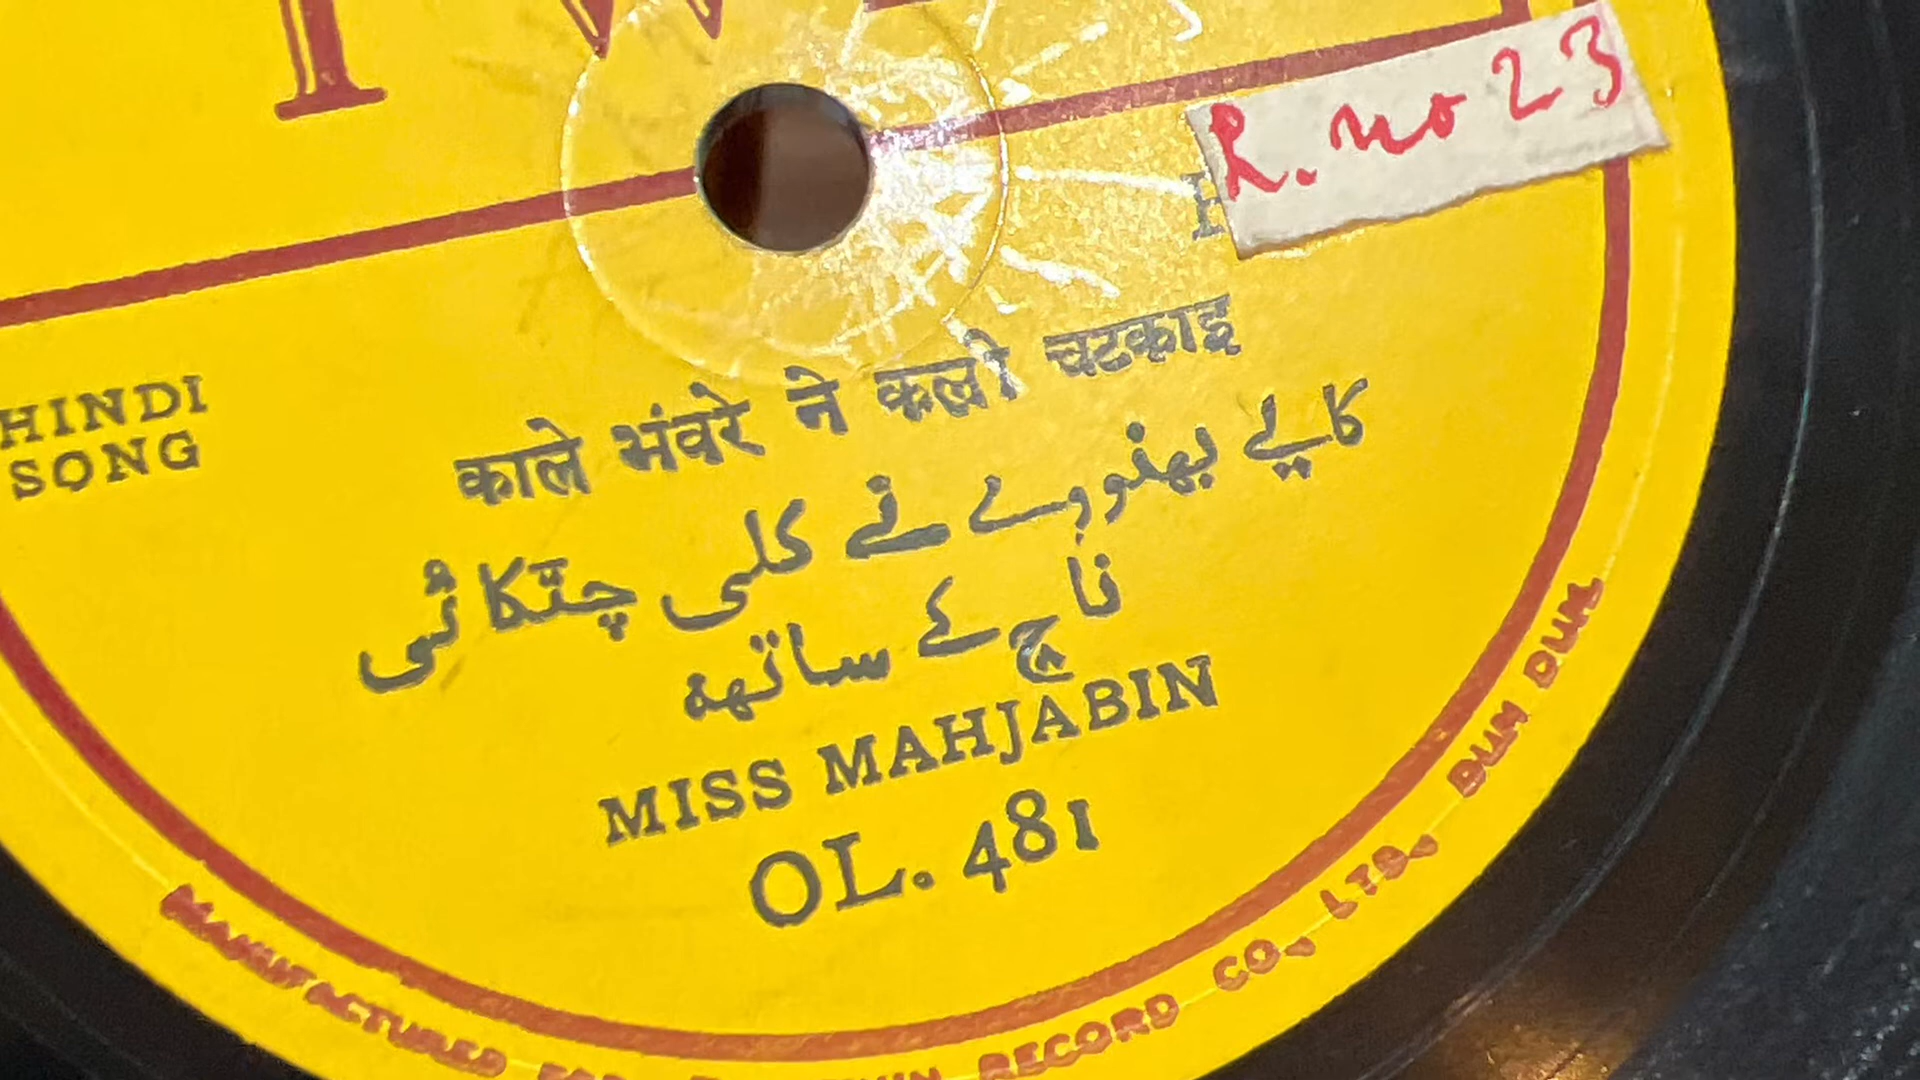 R. no 23
HINDI
SONG
काले भंवरे ने कली चटकाइ
کالے بھنورے نے کلی چٹکائی
ناچ کے ساتھ
MISS MAHJABIN
OL. 481
MANUFACTURED RECORD CO., LTD., DUM DUM